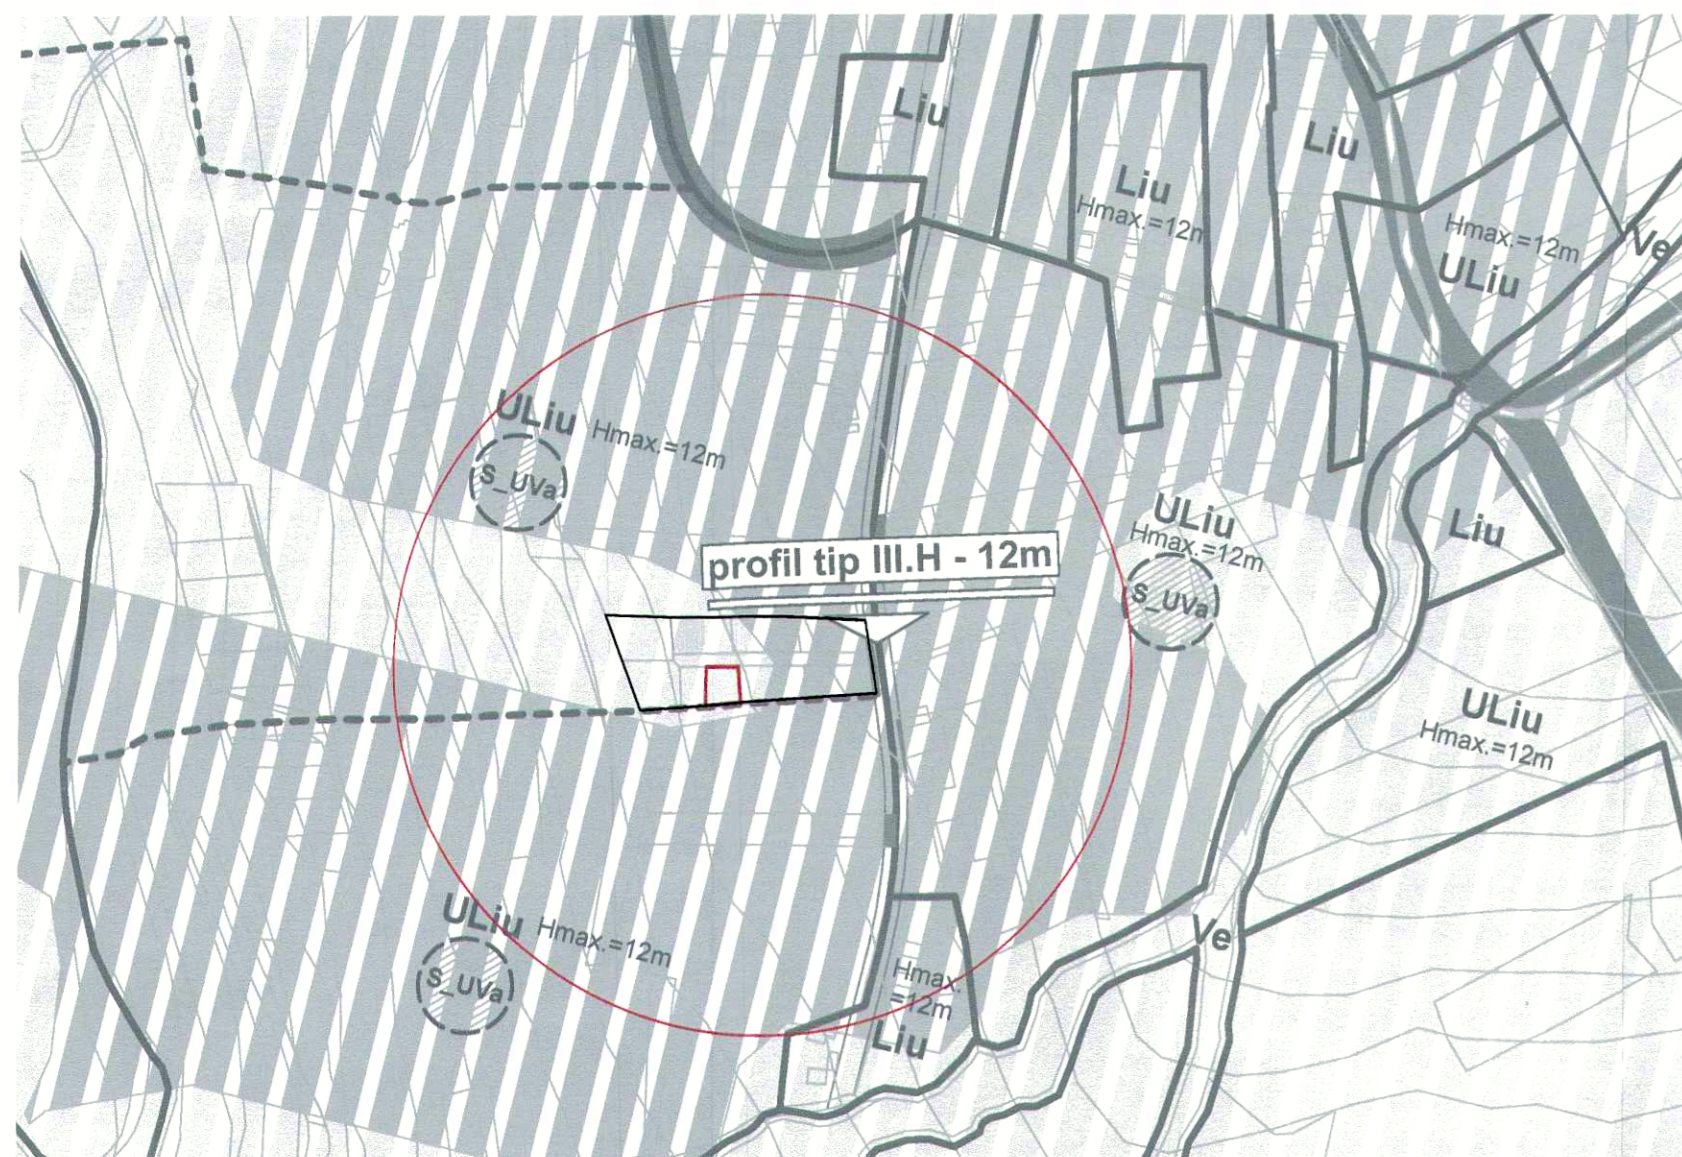 Liu
Liu
Liu
Hmax.=12m
Hmax.=12m
ULiu
Ve
ULiu Hmax.=12m
S_UVa
ULiu
Hmax.=12m
S_UVa
Liu
profil tip III.H - 12m
ULiu
Hmax.=12m
ULiu Hmax.=12m
S_UVa
Ve
Hmax.
=12m
Liu